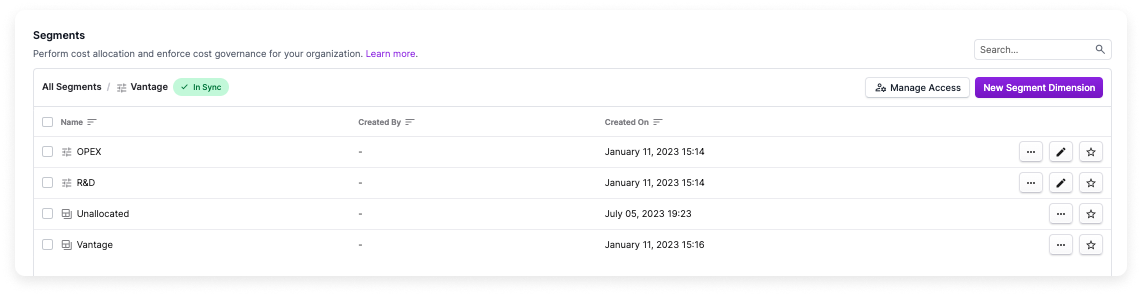 Segments
Perform cost allocation and enforce cost governance for your organization. Learn more.
Search...
All Segments / Vantage In Sync Manage Access New Segment Dimension
Name Created By Created On
OPEX - January 11, 2023 15:14
R&D - January 11, 2023 15:14
Unallocated - July 05, 2023 19:23
Vantage - January 11, 2023 15:16